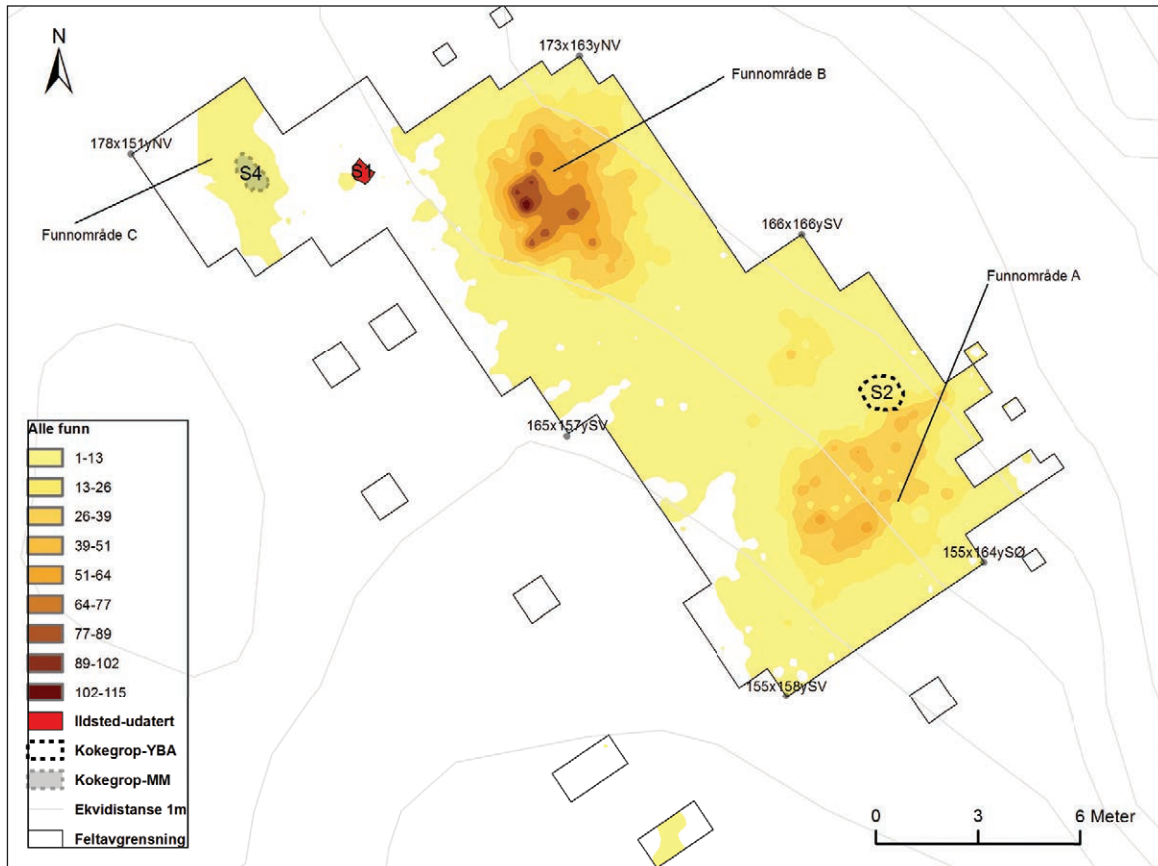 N
173x163yNV
Funnområde B
178x151yNV
S1
S4
Funnområde C
166x166ySV
Funnområde A
S2
165x157ySV
155x164ySØ
155x158ySV
Alle funn
1-13
13-26
26-39
39-51
51-64
64-77
77-89
89-102
102-115
Ildsted-udatert
Kokegrop-YBA
Kokegrop-MM
Ekvidistanse 1m
Feltavgrensning
0 3 6 Meter